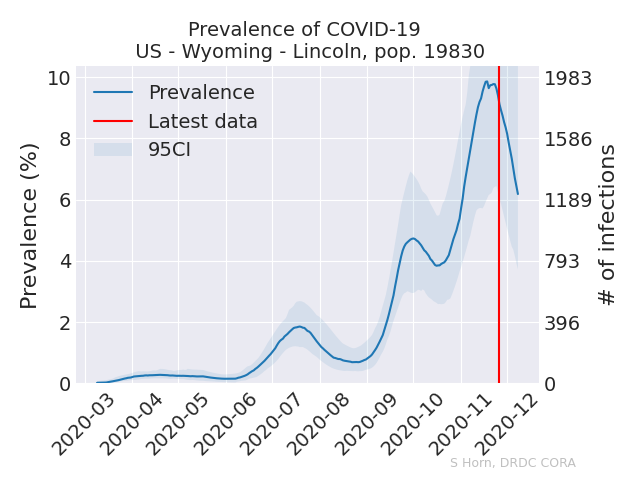 Prevalence of COVID-19
US - Wyoming - Lincoln, pop. 19830
Prevalence (%)
10
8
6
4
2
0
Prevalence
Latest data
95CI
1983
1586
1189
793
396
0
# of infections
2020-03
2020-04
2020-05
2020-06
2020-07
2020-08
2020-09
2020-10
2020-11
2020-12
S Horn, DRDC CORA